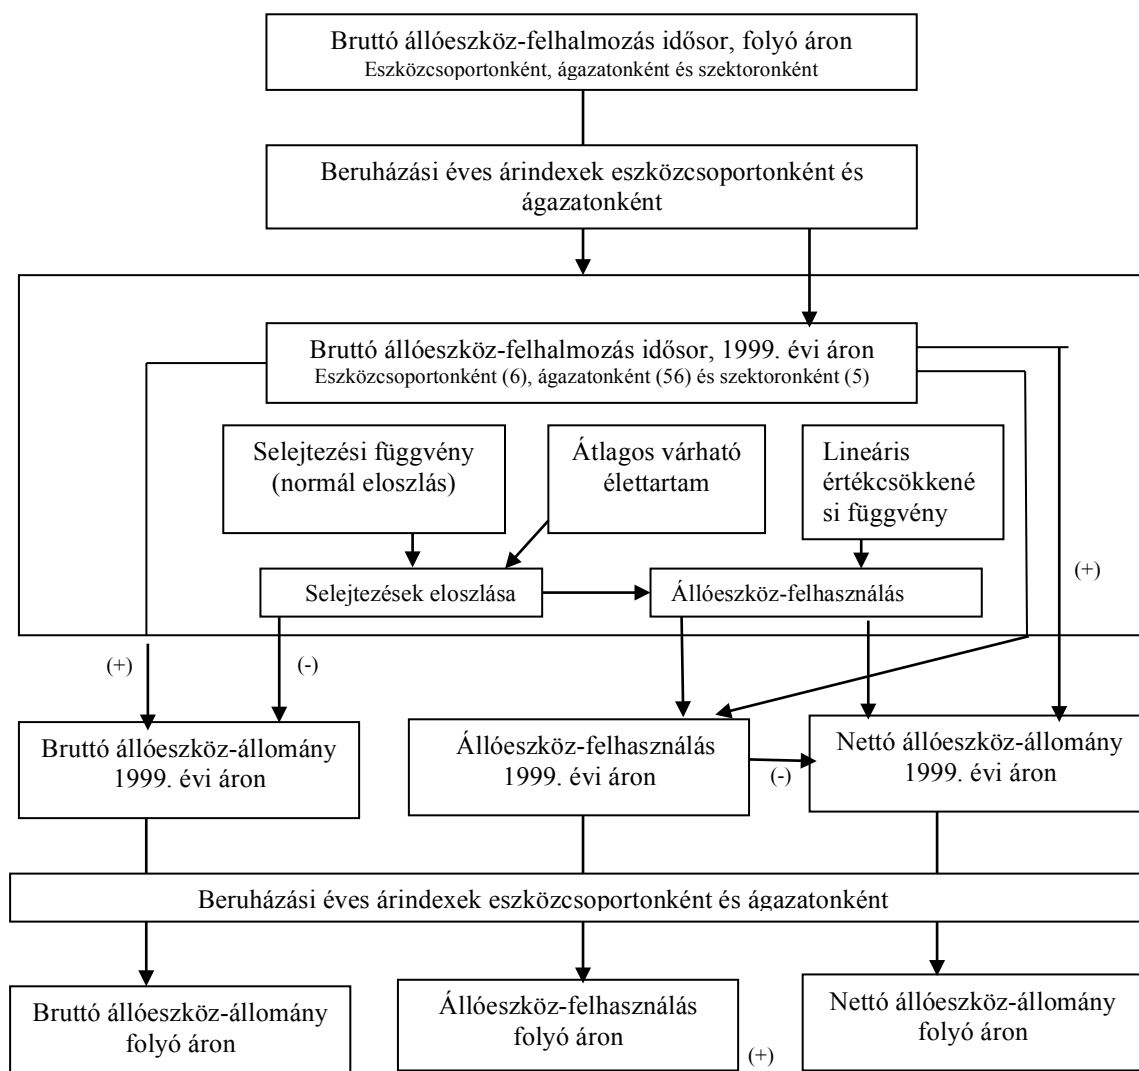 Bruttó állóeszköz-felhalmozás idősor, folyó áron
Eszközcsoportonként, ágazatonként és szektoronként
Beruházási éves árindexek eszközcsoportonként és
ágazatonként
Bruttó állóeszköz-felhalmozás idősor, 1999. évi áron
Eszközcsoportonként (6), ágazatonként (56) és szektoronként (5)
Selejtezési függvény
(normál eloszlás)
Átlagos várható
élettartam
Lineáris
értékcsökkené
si függvény
(+)
Selejtezések eloszlása
Állóeszköz-felhasználás
(+)
(-)
Bruttó állóeszköz-állomány
1999. évi áron
Állóeszköz-felhasználás
1999. évi áron
(-)
Nettó állóeszköz-állomány
1999. évi áron
Beruházási éves árindexek eszközcsoportonként és ágazatonként
Bruttó állóeszköz-állomány
folyó áron
Állóeszköz-felhasználás
folyó áron
(+)
Nettó állóeszköz-állomány
folyó áron